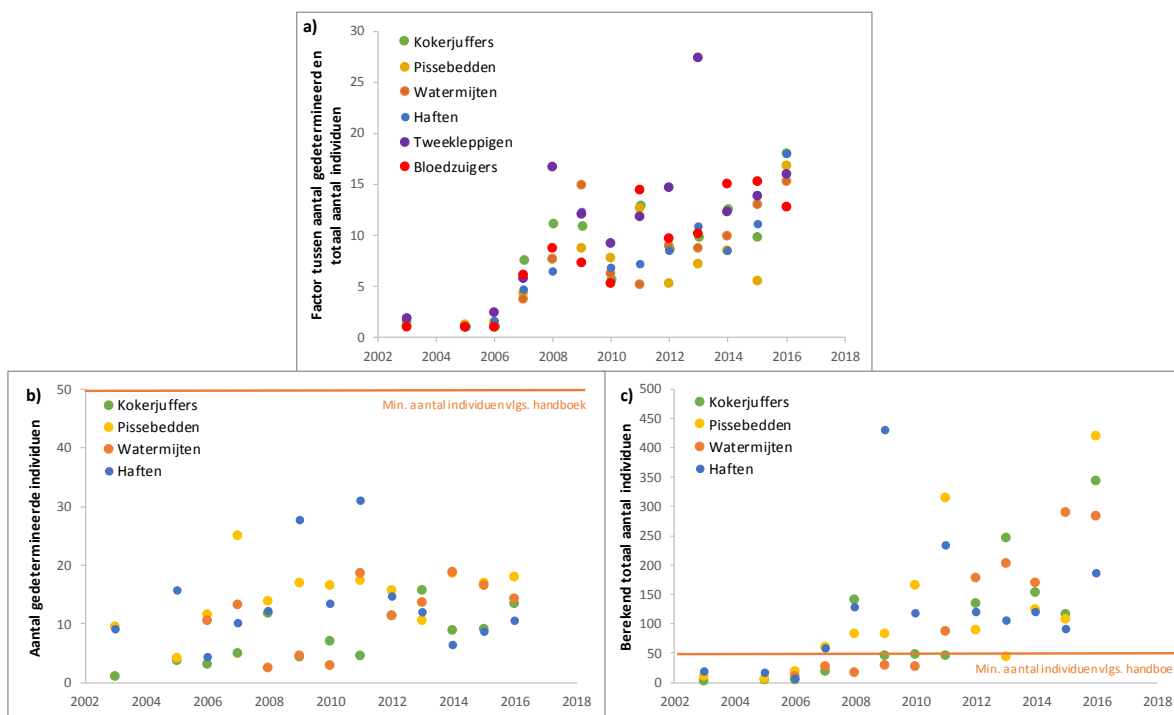 a)
Factor tussen aantal gedetermineerd en
totaal aantal individuen
30
25
20
15
10
5
0
Kokerjuffers
Pissebedden
Watermijten
Haften
Tweekleppigen
Bloedzuigers
2002 2004 2006 2008 2010 2012 2014 2016 2018
b)
Aantal gedetermineerde individuen
50
40
30
20
10
0
Min. aantal individuen vlgs. handboek
Kokerjuffers
Pissebedden
Watermijten
Haften
2002 2004 2006 2008 2010 2012 2014 2016 2018
c)
Berekend totaal aantal individuen
500
450
400
350
300
250
200
150
100
50
0
Kokerjuffers
Pissebedden
Watermijten
Haften
Min. aantal individuen vlgs. handboek
2002 2004 2006 2008 2010 2012 2014 2016 2018